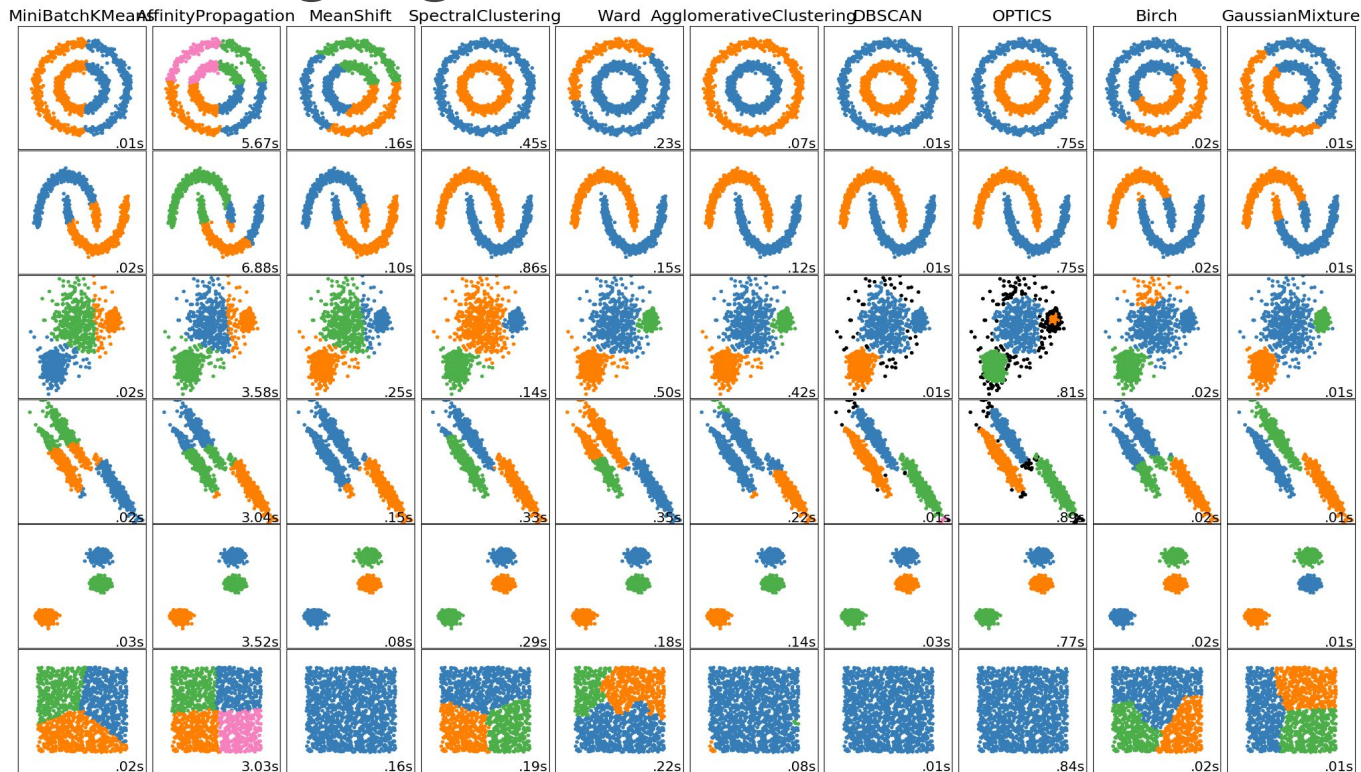 MiniBatchKMeans AffinityPropagation MeanShift SpectralClustering Ward AgglomerativeClustering DBSCAN OPTICS Birch GaussianMixture
.01s 5.67s .16s .45s .23s .07s .01s .75s .02s .01s
.02s 6.88s .10s .86s .15s .12s .01s .75s .02s .01s
.02s 3.58s .25s .14s .50s .42s .01s .81s .02s .01s
.02s 3.04s .15s .33s .35s .22s .01s .89s .02s .01s
.03s 3.52s .08s .29s .18s .14s .03s .77s .02s .01s
.02s 3.03s .16s .19s .22s .08s .01s .84s .02s .01s